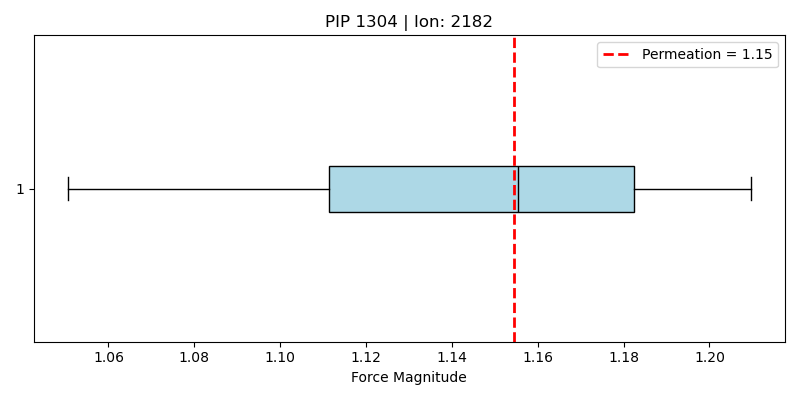 PIP 1304 | Ion: 2182
Permeation = 1.15
1
1.06 1.08 1.10 1.12 1.14 1.16 1.18 1.20
Force Magnitude